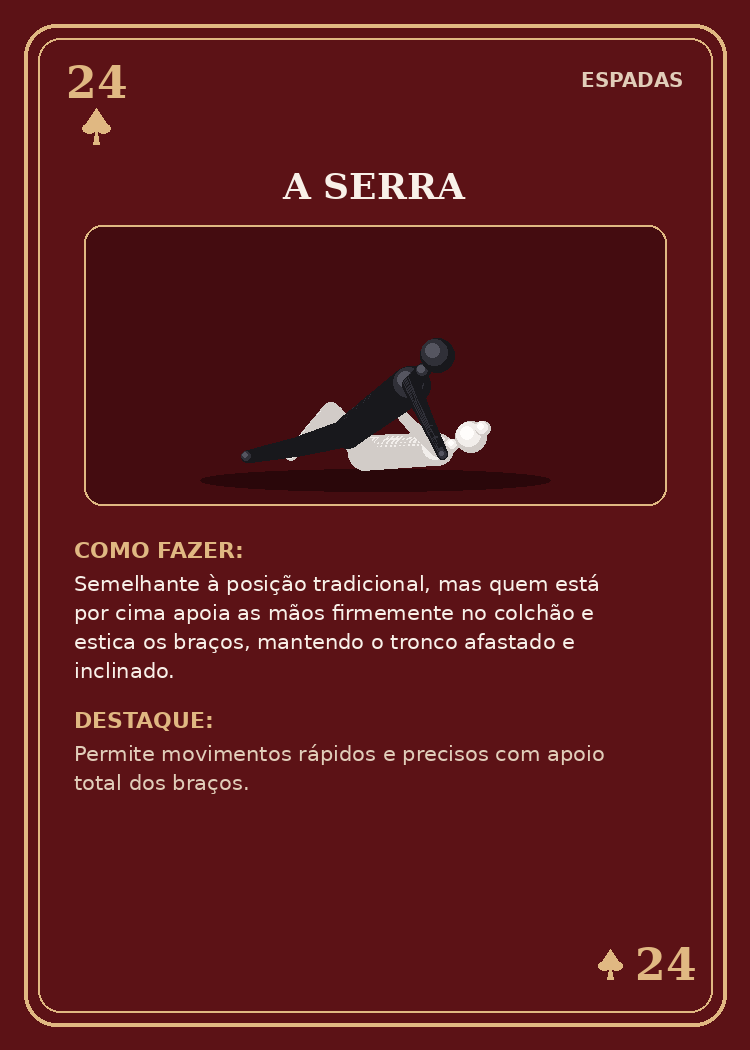 24
ESPADAS
A SERRA
COMO FAZER:
Semelhante à posição tradicional, mas quem está
por cima apoia as mãos firmemente no colchão e
estica os braços, mantendo o tronco afastado e
inclinado.
DESTAQUE:
Permite movimentos rápidos e precisos com apoio
total dos braços.
24